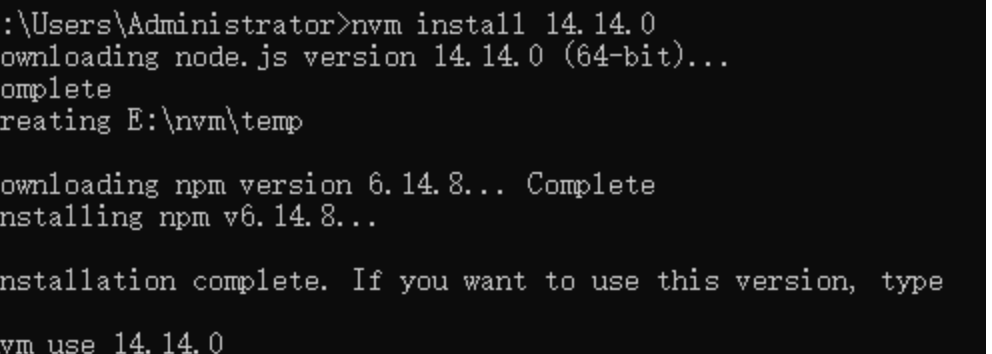 :\Users\Administrator>nvm install 14.14.0
ownloading node.js version 14.14.0 (64-bit)...
omplete
reating E:\nvm\temp
ownloading npm version 6.14.8... Complete
nstalling npm v6.14.8...
nstallation complete. If you want to use this version, type
vm use 14.14.0